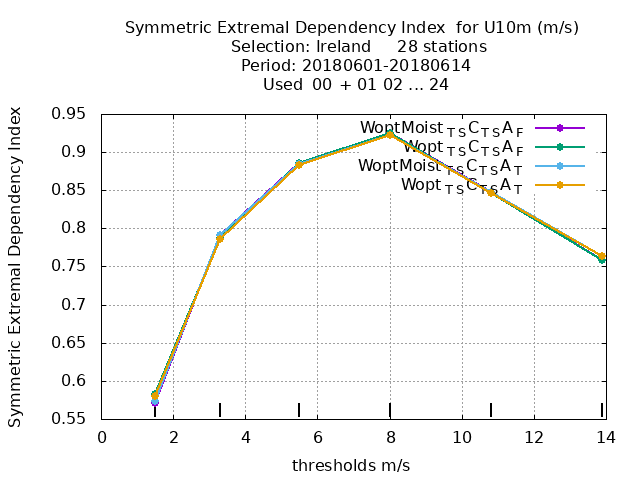 Symmetric Extremal Dependency Index  for U10m (m/s)
Selection: Ireland     28 stations
Period: 20180601-20180614
Used  00 + 01 02 ... 24
WoptMoist TS C TS A F
Wopt TS C TS A F
WoptMoist TS C TS A T
Wopt TS C TS A T
Symmetric Extremal Dependency Index
0.95
0.9
0.85
0.8
0.75
0.7
0.65
0.6
0.55
0 2 4 6 8 10 12 14
thresholds m/s